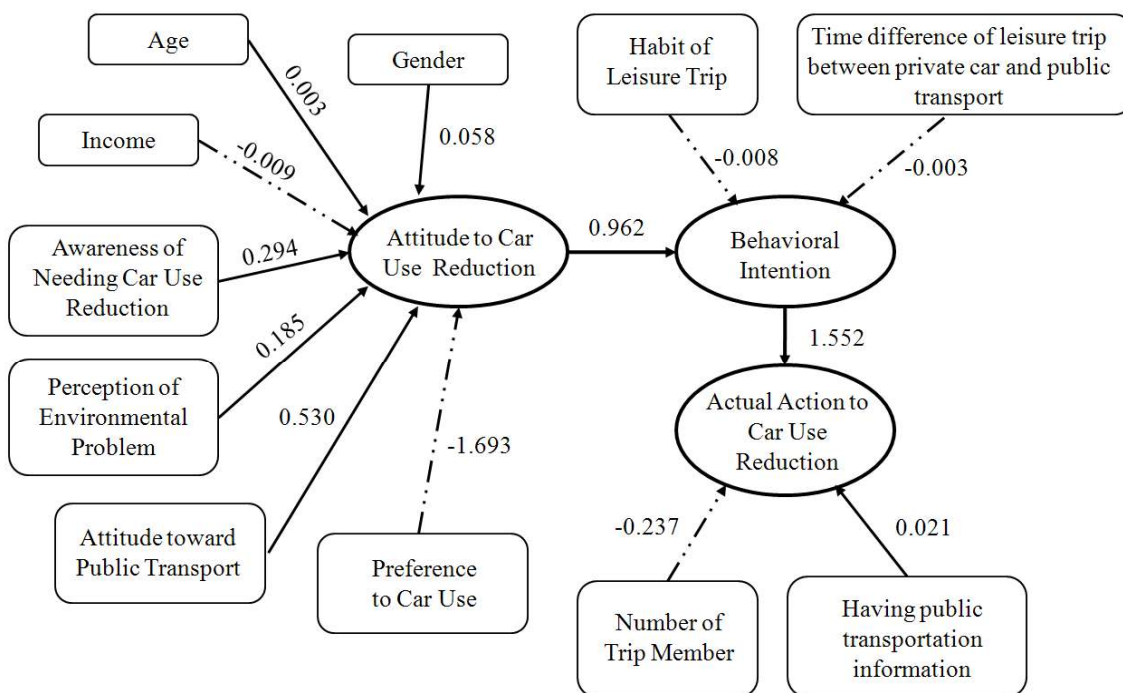 Age
0.003
Gender
0.058
Income
-0.009
Habit of
Leisure Trip
-0.008
Time difference of leisure trip
between private car and public
transport
-0.003
Awareness of
Needing Car Use
Reduction
0.294
Attitude to Car
Use Reduction
0.962
Behavioral
Intention
1.552
Perception of
Environmental
Problem
0.185
Attitude toward
Public Transport
0.530
Preference
to Car Use
-1.693
Actual Action to
Car Use
Reduction
-0.237
0.021
Number of
Trip Member
Having public
transportation
information